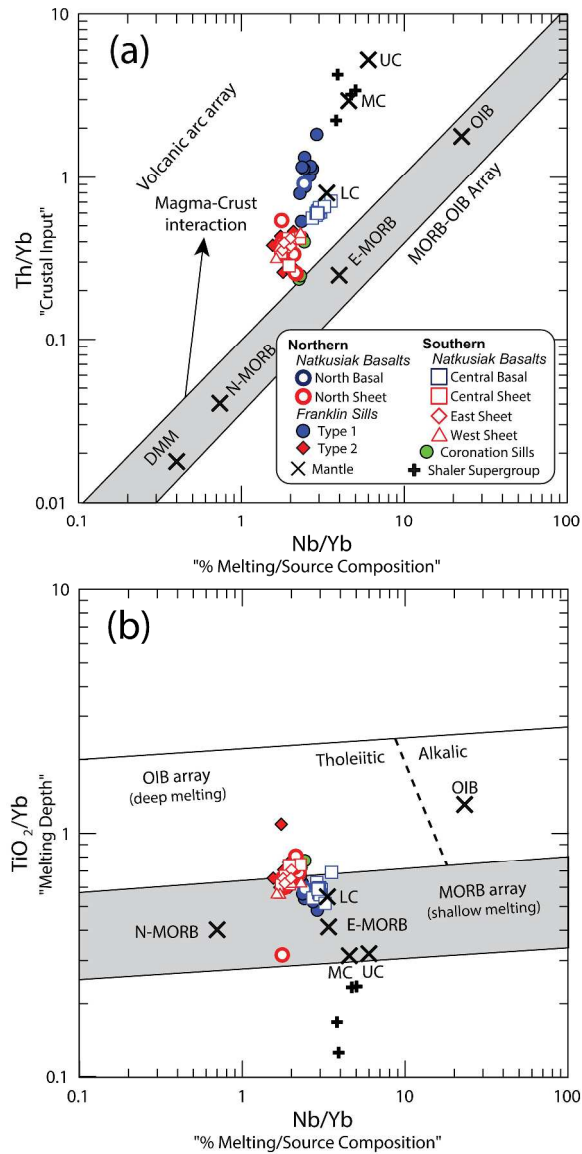 10
(a)
UC
MC
OIB
Volcanic arc array
1
LC
Magma-Crust
interaction
E-MORB
MORB-OIB Array
Th/Yb
"Crustal Input"
0.1
N-MORB
DMM
Northern
Natkusiak Basalts
North Basal
North Sheet
Franklin Sills
Type 1
Type 2
Mantle
Southern
Natkusiak Basalts
Central Basal
Central Sheet
East Sheet
West Sheet
Coronation Sills
Shaler Supergroup
0.01
0.1 1 10 100
Nb/Yb
"% Melting/Source Composition"
10
(b)
Tholeiitic Alkalic
OIB array
(deep melting)
OIB
TiO2/Yb
"Melting Depth"
1
LC
MORB array
(shallow melting)
N-MORB
E-MORB
MC UC
0.1
0.1 1 10 100
Nb/Yb
"% Melting/Source Composition"